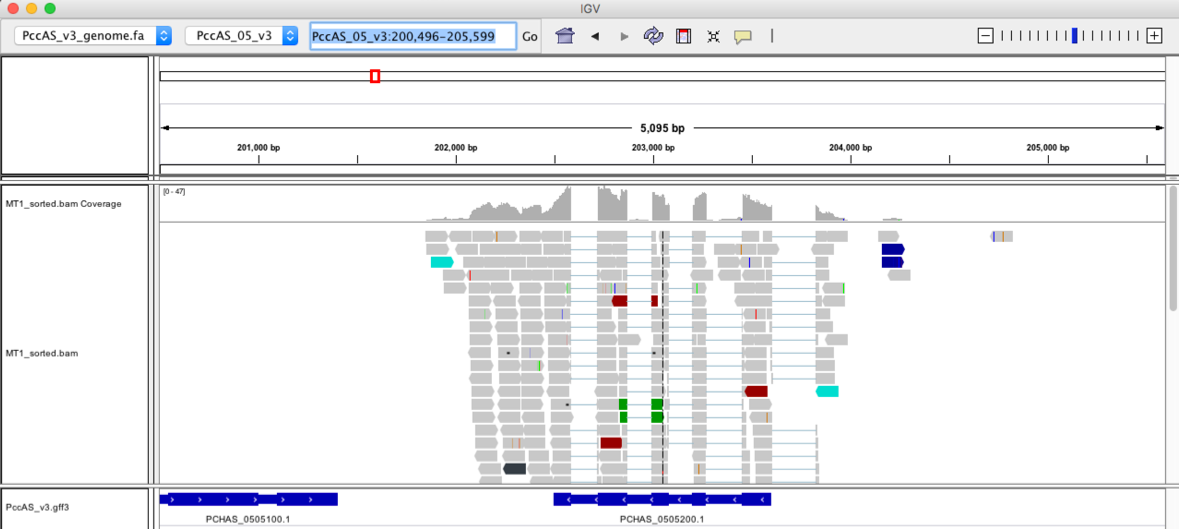 IGV
PccAS_v3_genome.fa PccAS_05_v3 PccAS_05_v3:200,496-205,599 Go
5,095 bp
201,000 bp 202,000 bp 203,000 bp 204,000 bp 205,000 bp
[0 - 47]
MT1_sorted.bam Coverage
MT1_sorted.bam
PccAS_v3.gff3
PCHAS_0505100.1 PCHAS_0505200.1